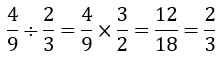 4/9 ÷ 2/3 = 4/9 × 3/2 = 12/18 = 2/3